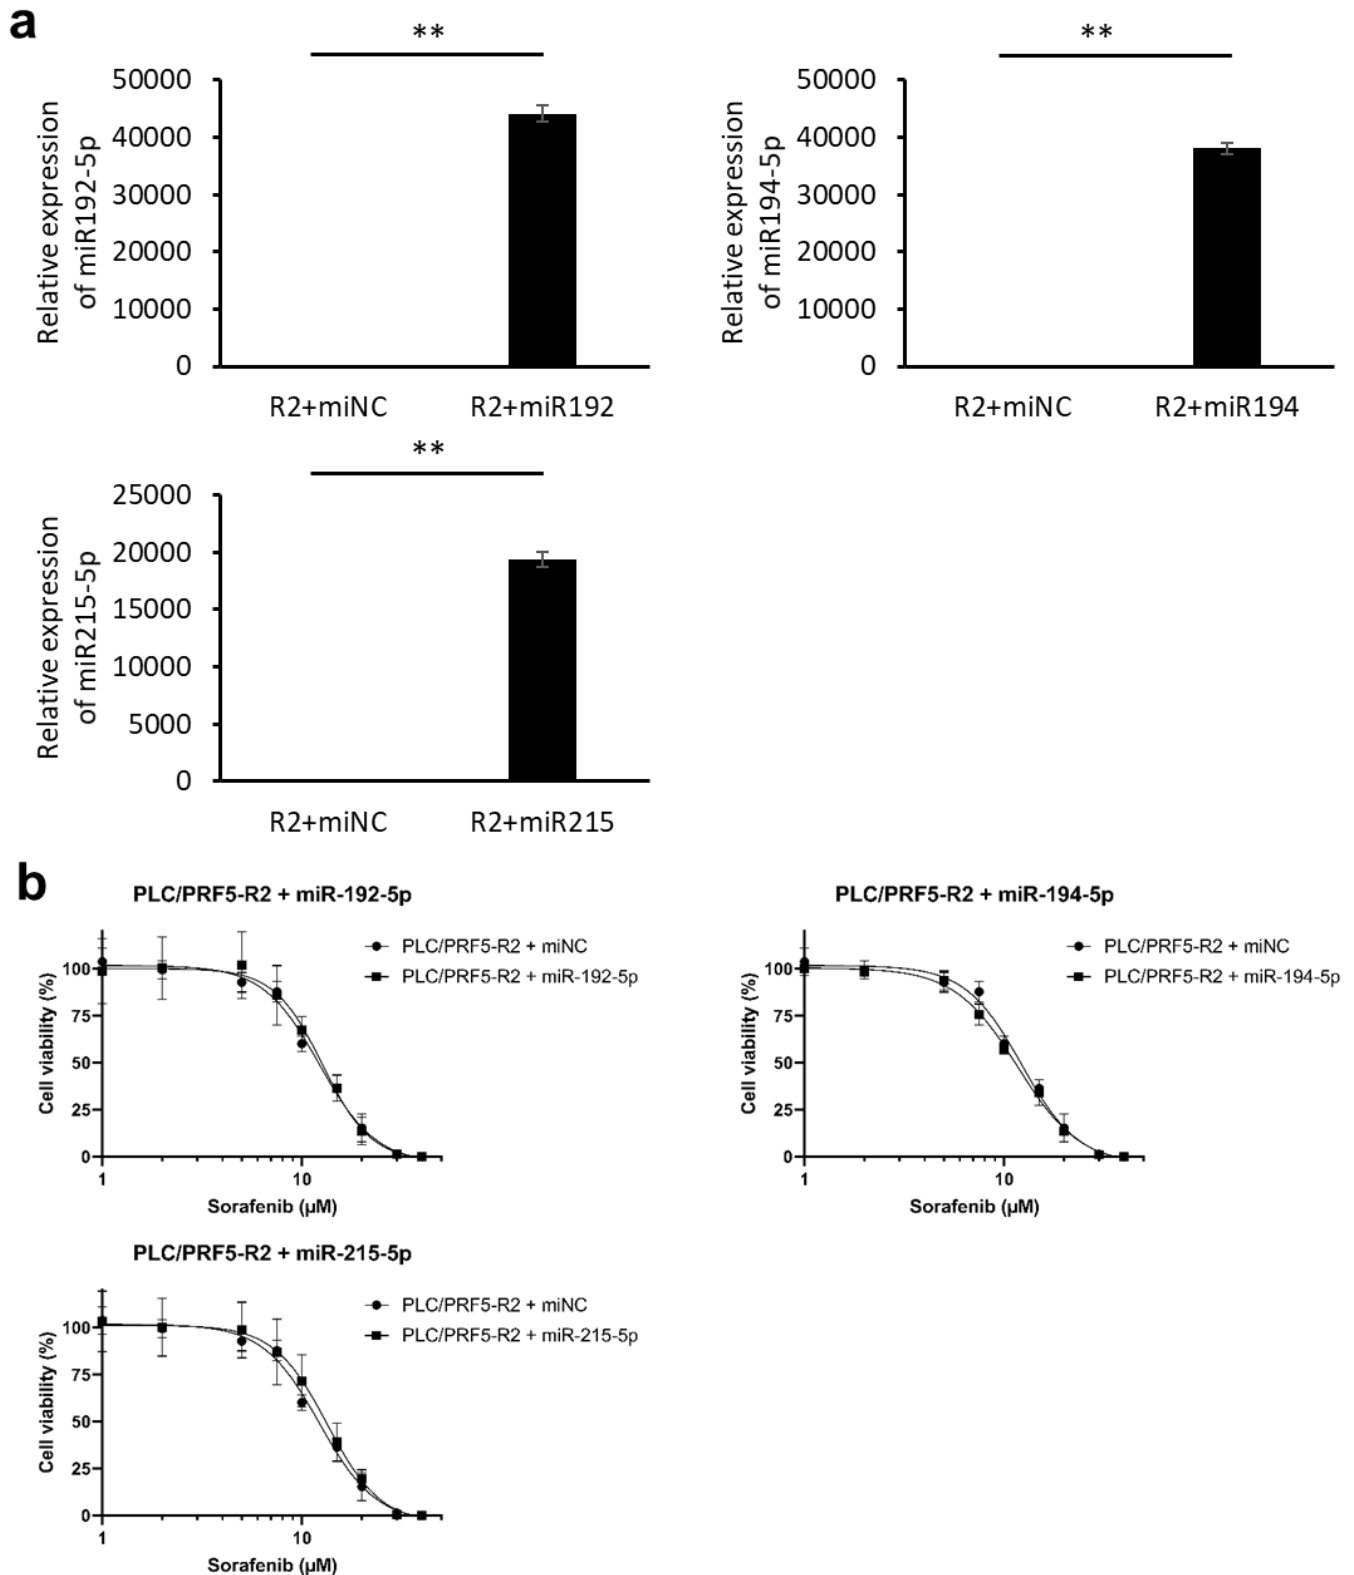 a
**
50000
40000
30000
20000
10000
0
Relative expression
of miR192-5p
R2+miNC
R2+miR192
**
50000
40000
30000
20000
10000
0
Relative expression
of miR194-5p
R2+miNC
R2+miR194
**
25000
20000
15000
10000
5000
0
Relative expression
of miR215-5p
R2+miNC
R2+miR215
b
PLC/PRF5-R2 + miR-192-5p
PLC/PRF5-R2 + miNC
PLC/PRF5-R2 + miR-192-5p
100
75
50
25
0
Cell viability (%)
1
10
Sorafenib (µM)
PLC/PRF5-R2 + miR-194-5p
PLC/PRF5-R2 + miNC
PLC/PRF5-R2 + miR-194-5p
100
75
50
25
0
Cell viability (%)
1
10
Sorafenib (µM)
PLC/PRF5-R2 + miR-215-5p
PLC/PRF5-R2 + miNC
PLC/PRF5-R2 + miR-215-5p
100
75
50
25
0
Cell viability (%)
1
10
Sorafenib (µM)